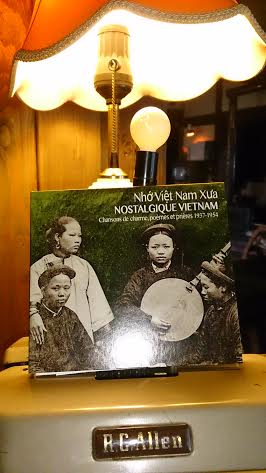 Nhớ Việt Nam Xưa
NOSTALGIQUE VIETNAM
Chansons de charme, poèmes et prières 1937-1954
R.C. Allen